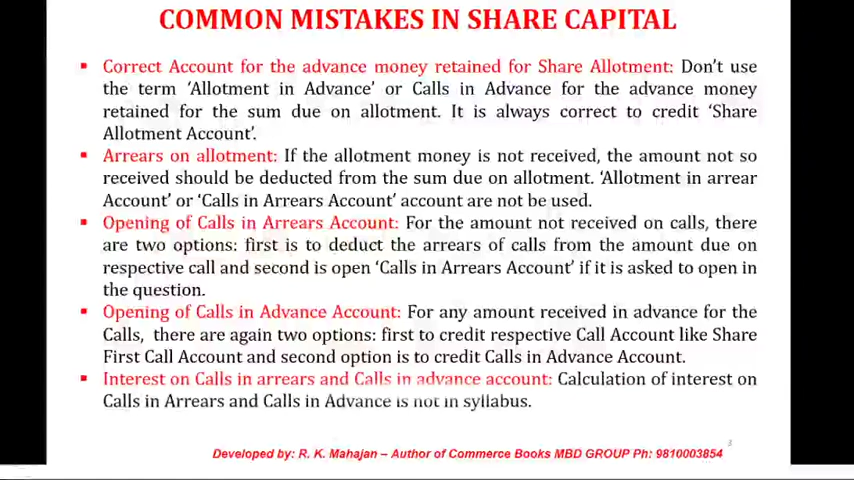 COMMON MISTAKES IN SHARE CAPITAL
▪ Correct Account for the advance money retained for Share Allotment: Don't use
the term 'Allotment in Advance' or Calls in Advance for the advance money
retained for the sum due on allotment. It is always correct to credit 'Share
Allotment Account'.
▪ Arrears on allotment: If the allotment money is not received, the amount not so
received should be deducted from the sum due on allotment. 'Allotment in arrear
Account' or 'Calls in Arrears Account' account are not be used.
▪ Opening of Calls in Arrears Account: For the amount not received on calls, there
are two options: first is to deduct the arrears of calls from the amount due on
respective call and second is open 'Calls in Arrears Account' if it is asked to open in
the question.
▪ Opening of Calls in Advance Account: For any amount received in advance for the
Calls, there are again two options: first to credit respective Call Account like Share
First Call Account and second option is to credit Calls in Advance Account.
▪ Interest on Calls in arrears and Calls in advance account: Calculation of interest on
Calls in Arrears and Calls in Advance is not in syllabus.
3
Developed by: R. K. Mahajan – Author of Commerce Books MBD GROUP Ph: 9810003854